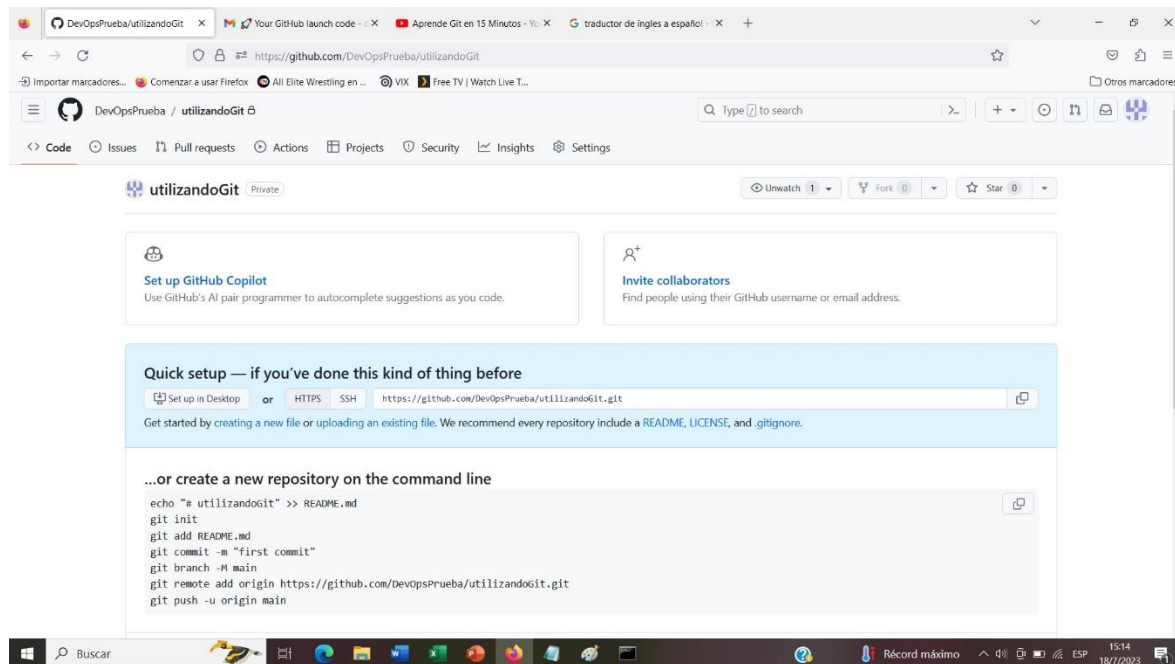 DevOpsPrueba/utilizandoGit
Your GitHub launch code -
Aprende Git en 15 Minutos - Yo
traductor de ingles a español -
https://github.com/DevOpsPrueba/utilizandoGit
Importar marcadores...
Comenzar a usar Firefox
All Elite Wrestling en ...
VIX
Free TV | Watch Live T...
Otros marcadores
DevOpsPrueba / utilizandoGit
Type / to search
Code
Issues
Pull requests
Actions
Projects
Security
Insights
Settings
utilizandoGit Private
Unwatch 1
Fork 0
Star 0
Set up GitHub Copilot
Use GitHub's AI pair programmer to autocomplete suggestions as you code.
Invite collaborators
Find people using their GitHub username or email address.
Quick setup — if you've done this kind of thing before
Set up in Desktop or HTTPS SSH https://github.com/DevOpsPrueba/utilizandoGit.git
Get started by creating a new file or uploading an existing file. We recommend every repository include a README, LICENSE, and .gitignore.
...or create a new repository on the command line
echo "# utilizandoGit" >> README.md
git init
git add README.md
git commit -m "first commit"
git branch -M main
git remote add origin https://github.com/DevOpsPrueba/utilizandoGit.git
git push -u origin main
Buscar
Récord máximo
ESP
15:14
18/7/2023